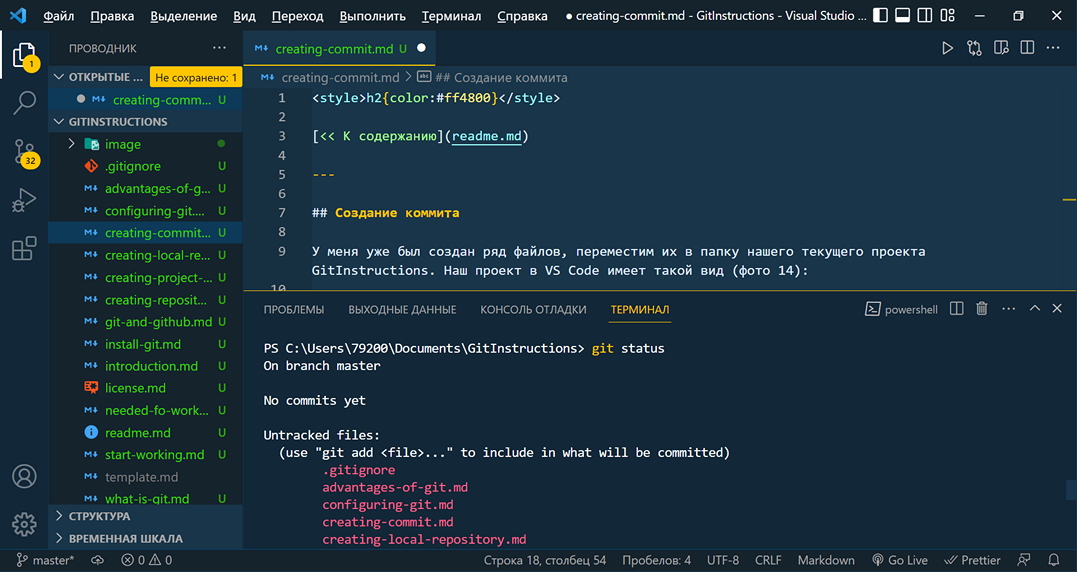 Файл Правка Выделение Вид Переход Выполнить Терминал Справка ● creating-commit.md - GitInstructions - Visual Studio ...
ПРОВОДНИК ...
1
ОТКРЫТЫЕ ... Не сохранено: 1
creating-comm... U
GITINSTRUCTIONS
image
.gitignore U
advantages-of-g... U
configuring-git.... U
creating-commit... U
creating-local-re... U
creating-project-... U
creating-reposit... U
git-and-github.md U
install-git.md U
introduction.md U
license.md U
needed-fo-work... U
readme.md U
start-working.md U
template.md
what-is-git.md U
СТРУКТУРА
ВРЕМЕННАЯ ШКАЛА
32
creating-commit.md U
creating-commit.md > ## Создание коммита
1 <style>h2{color:#ff4800}</style>
2
3 [<< К содержанию](readme.md)
4
5 ---
6
7 ## Создание коммита
8
9 У меня уже был создан ряд файлов, переместим их в папку нашего текущего проекта
GitInstructions. Наш проект в VS Code имеет такой вид (фото 14):
10
ПРОБЛЕМЫ ВЫХОДНЫЕ ДАННЫЕ КОНСОЛЬ ОТЛАДКИ ТЕРМИНАЛ powershell
PS C:\Users\79200\Documents\GitInstructions> git status
On branch master
No commits yet
Untracked files:
(use "git add <file>..." to include in what will be committed)
.gitignore
advantages-of-git.md
configuring-git.md
creating-commit.md
creating-local-repository.md
master* 0 0 Строка 18, столбец 54 Пробелов: 4 UTF-8 CRLF Markdown Go Live Prettier